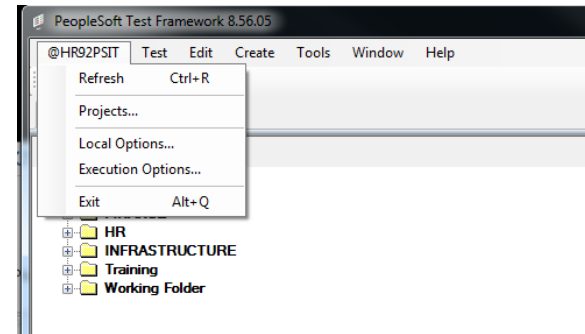 PeopleSoft Test Framework 8.56.05
@HR92PSIT Test Edit Create Tools Window Help
Refresh Ctrl+R
Projects...
Local Options...
Execution Options...
Exit Alt+Q
HR
INFRASTRUCTURE
Training
Working Folder